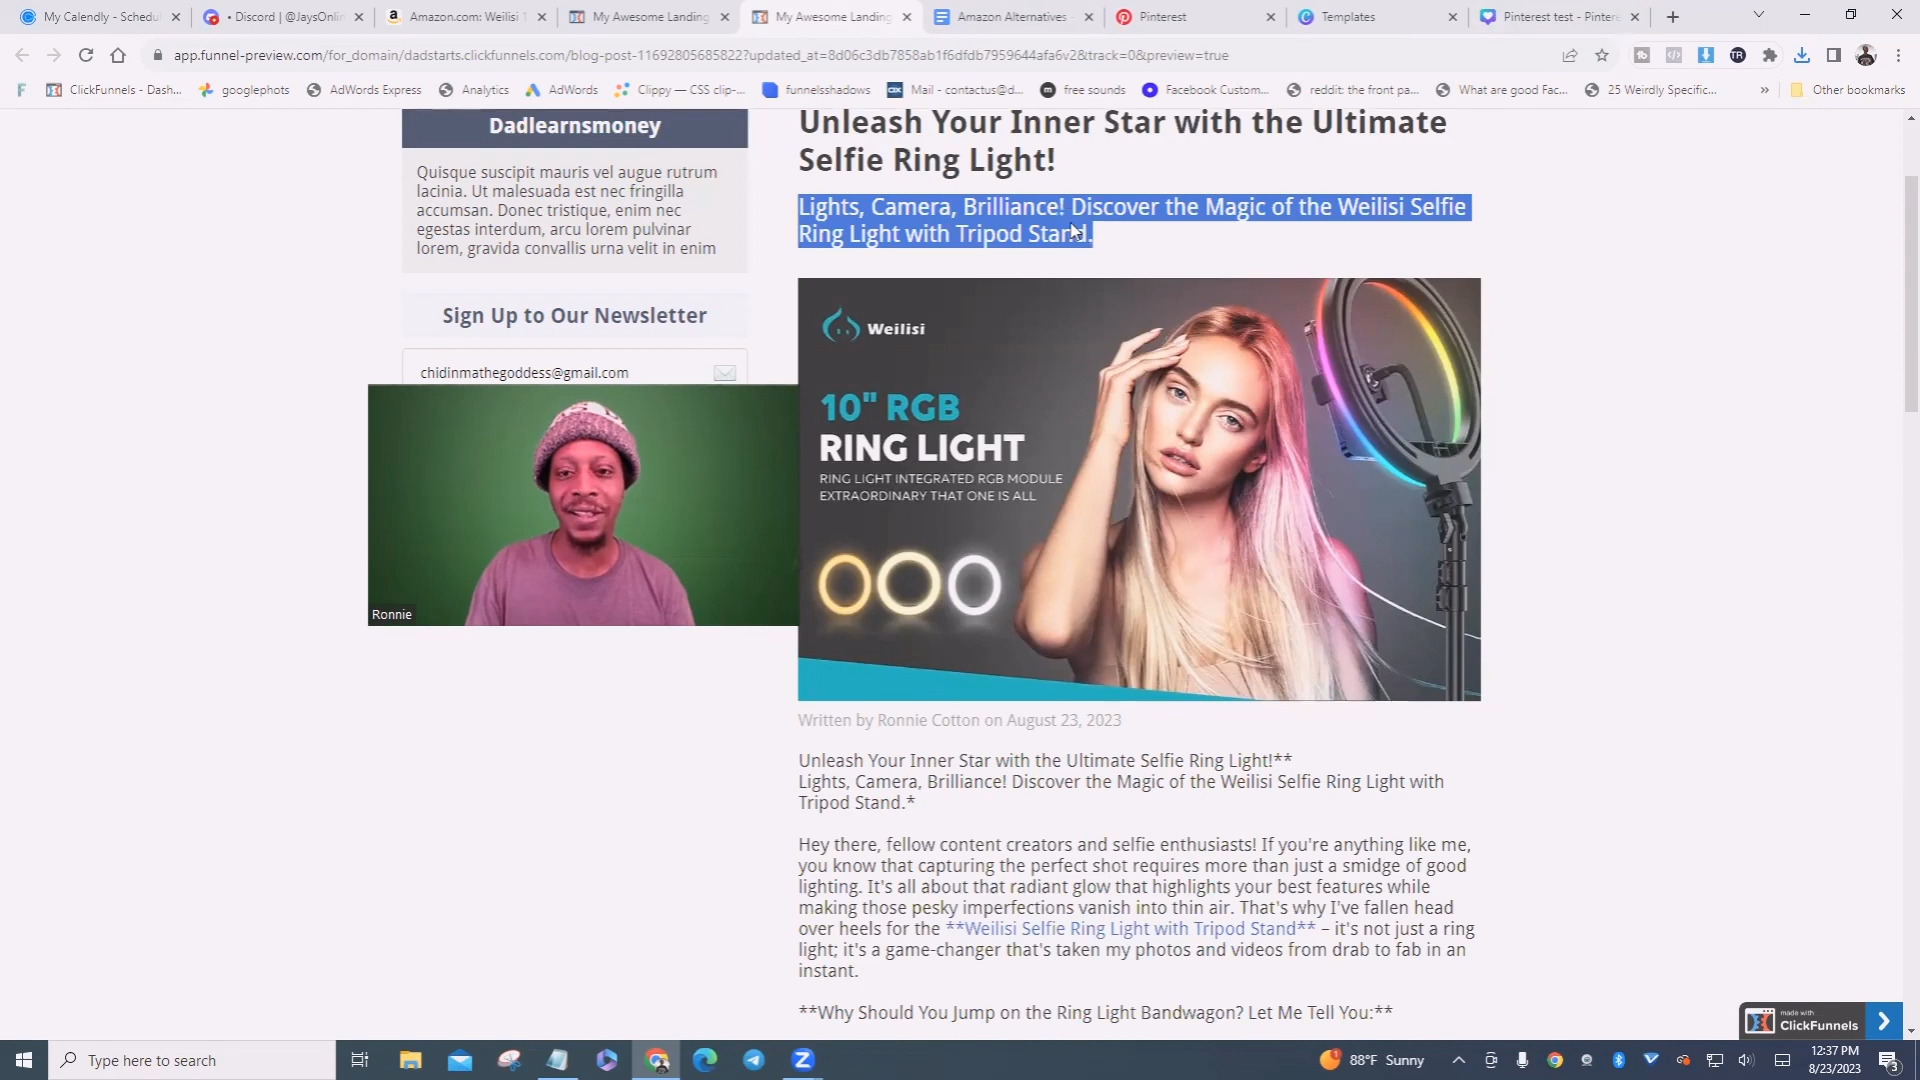 My Calendly - Schedul
• Discord | @JaysOnlin
Amazon.com: Weilisi 1
My Awesome Landing
My Awesome Landing
Amazon Alternatives -
Pinterest
Templates
Pinterest test - Pinter
app.funnel-preview.com/for_domain/dadstarts.clickfunnels.com/blog-post-11692805685822?updated_at=8d06c3db7858ab1f6dfdb7959644afa6v2&track=0&preview=true
ClickFunnels - Dash...
googlephots
AdWords Express
Analytics
AdWords
Clippy — CSS clip-...
funnelsshadows
Mail - contactus@d...
free sounds
Facebook Custom...
reddit: the front pa...
What are good Fac...
25 Weirdly Specific...
»
Other bookmarks
Dadlearnsmoney
Quisque suscipit mauris vel augue rutrum
lacinia. Ut malesuada est nec fringilla
accumsan. Donec tristique, enim nec
egestas interdum, arcu lorem pulvinar
lorem, gravida convallis urna velit in enim
Sign Up to Our Newsletter
chidinmathegoddess@gmail.com
Ronnie
Unleash Your Inner Star with the Ultimate
Selfie Ring Light!
Lights, Camera, Brilliance! Discover the Magic of the Weilisi Selfie
Ring Light with Tripod Stand.
Weilisi
10" RGB
RING LIGHT
RING LIGHT INTEGRATED RGB MODULE
EXTRAORDINARY THAT ONE IS ALL
Written by Ronnie Cotton on August 23, 2023
Unleash Your Inner Star with the Ultimate Selfie Ring Light!**
Lights, Camera, Brilliance! Discover the Magic of the Weilisi Selfie Ring Light with
Tripod Stand.*
Hey there, fellow content creators and selfie enthusiasts! If you're anything like me,
you know that capturing the perfect shot requires more than just a smidge of good
lighting. It's all about that radiant glow that highlights your best features while
making those pesky imperfections vanish into thin air. That's why I've fallen head
over heels for the **Weilisi Selfie Ring Light with Tripod Stand** – it's not just a ring
light; it's a game-changer that's taken my photos and videos from drab to fab in an
instant.
**Why Should You Jump on the Ring Light Bandwagon? Let Me Tell You:**
made with
ClickFunnels
Type here to search
88°F Sunny
12:37 PM
8/23/2023
3